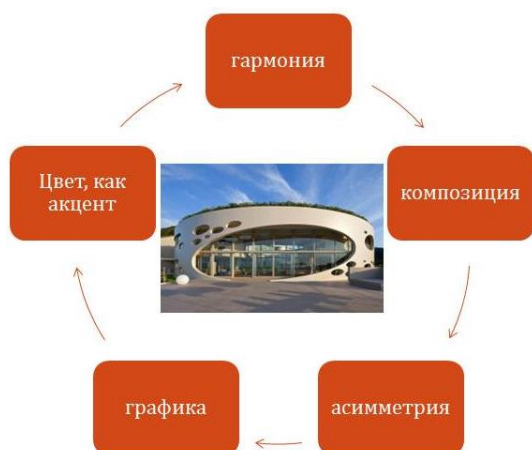 гармония
композиция
асимметрия
графика
Цвет, как
акцент